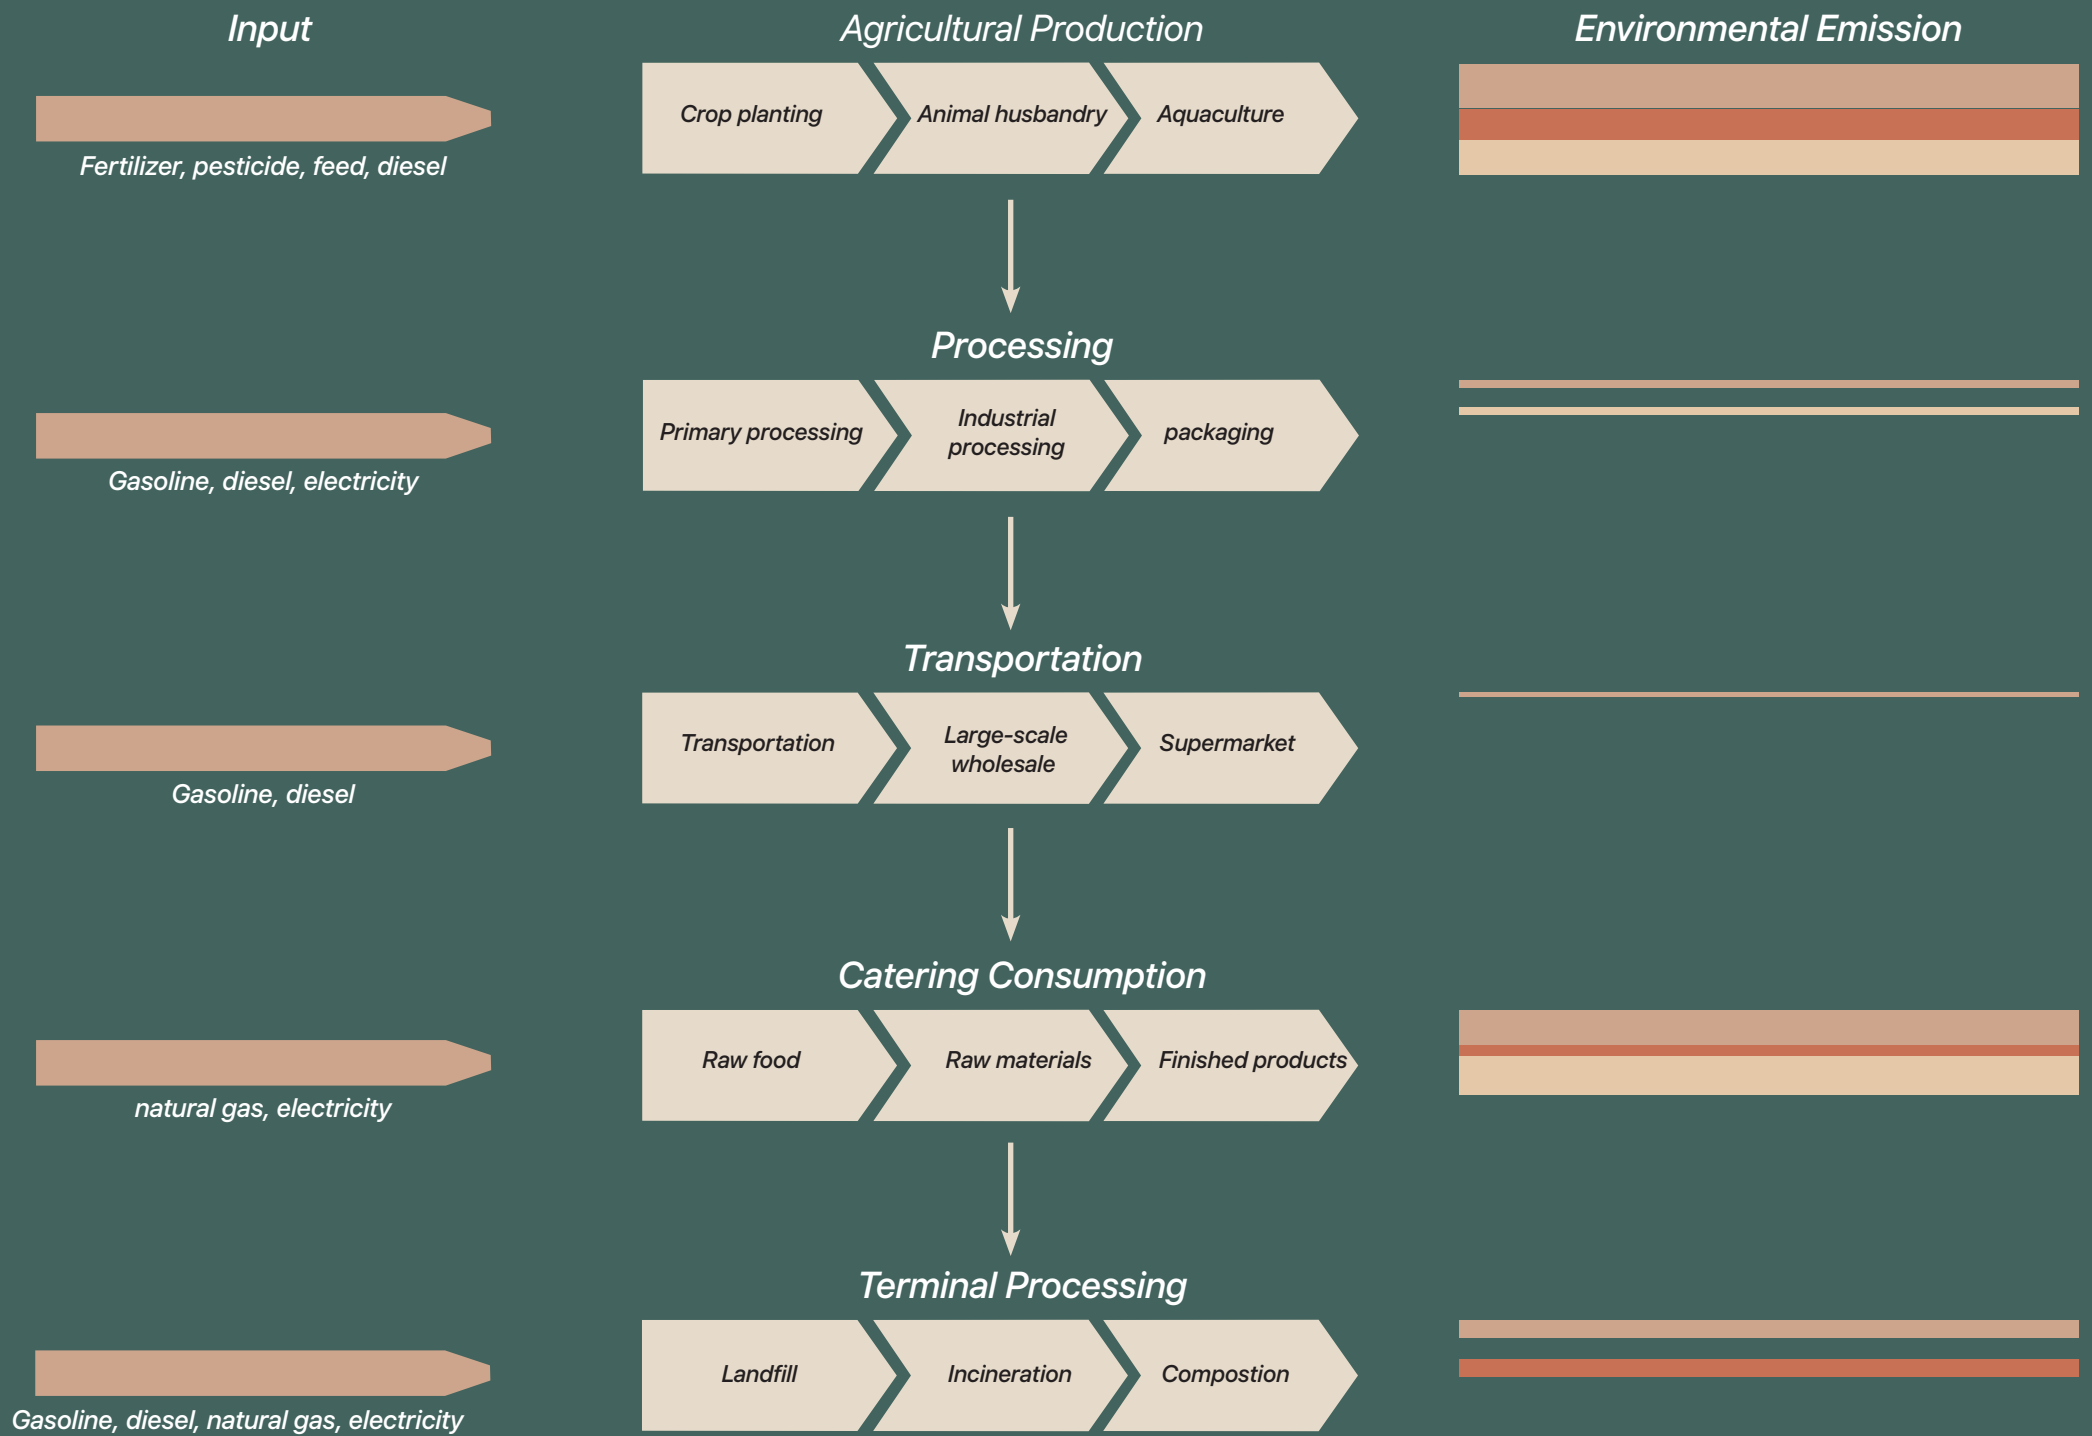 Input
Agricultural Production
Environmental Emission
Crop planting
Animal husbandry
Aquaculture
Fertilizer, pesticide, feed, diesel
Processing
Primary processing
Industrial
processing
packaging
Gasoline, diesel, electricity
Transportation
Transportation
Large-scale
wholesale
Supermarket
Gasoline, diesel
Catering Consumption
Raw food
Raw materials
Finished products
natural gas, electricity
Terminal Processing
Landfill
Incineration
Compostion
Gasoline, diesel, natural gas, electricity